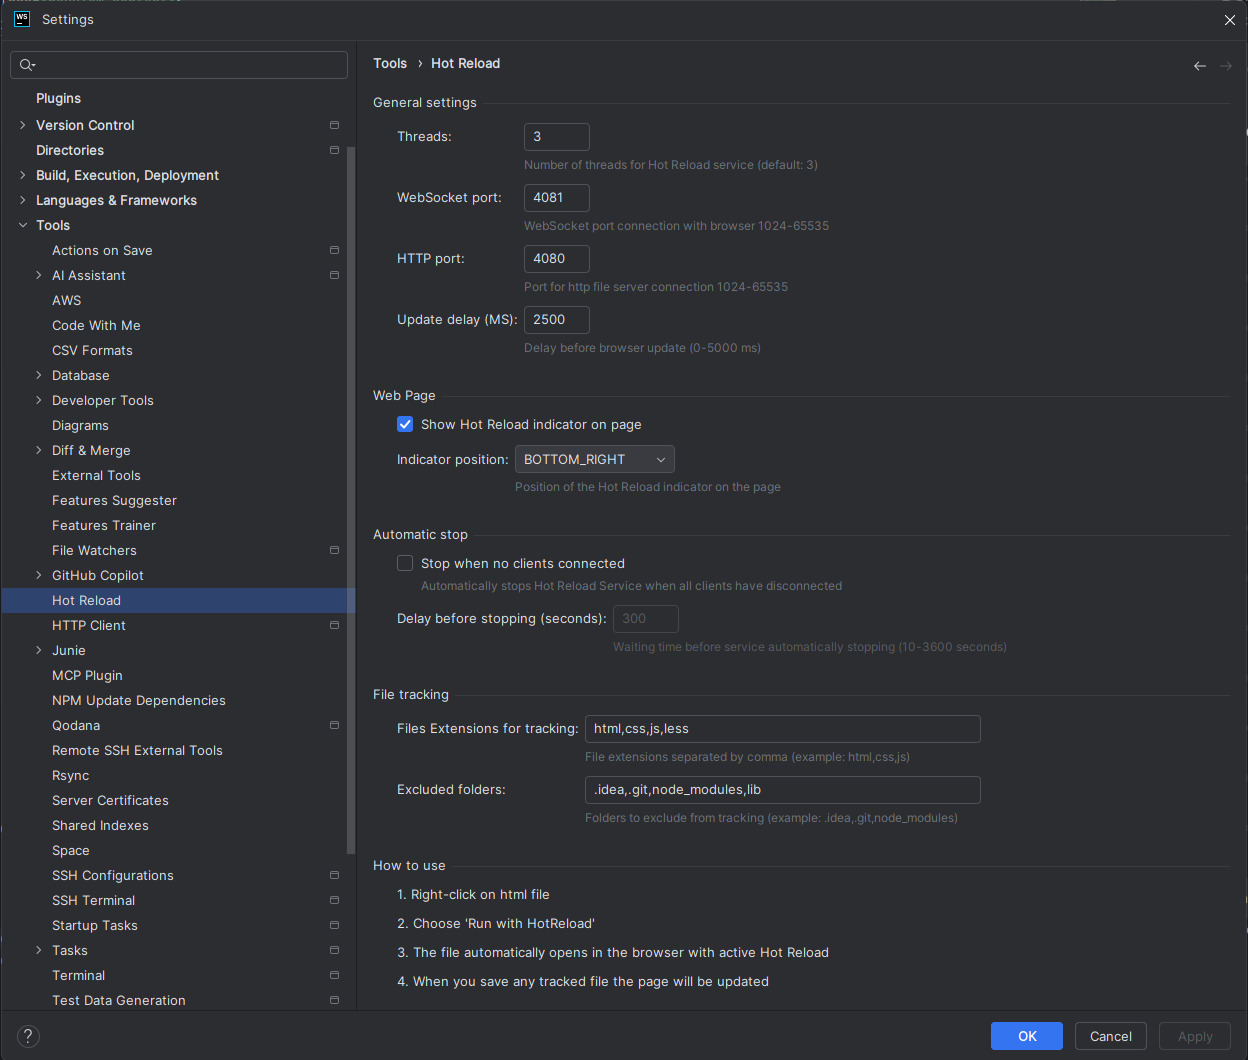 WS
Settings
Plugins
Version Control
Directories
Build, Execution, Deployment
Languages & Frameworks
Tools
Actions on Save
AI Assistant
AWS
Code With Me
CSV Formats
Database
Developer Tools
Diagrams
Diff & Merge
External Tools
Features Suggester
Features Trainer
File Watchers
GitHub Copilot
Hot Reload
HTTP Client
Junie
MCP Plugin
NPM Update Dependencies
Qodana
Remote SSH External Tools
Rsync
Server Certificates
Shared Indexes
Space
SSH Configurations
SSH Terminal
Startup Tasks
Tasks
Terminal
Test Data Generation
Tools › Hot Reload
General settings
Threads: 3
Number of threads for Hot Reload service (default: 3)
WebSocket port: 4081
WebSocket port connection with browser 1024-65535
HTTP port: 4080
Port for http file server connection 1024-65535
Update delay (MS): 2500
Delay before browser update (0-5000 ms)
Web Page
Show Hot Reload indicator on page
Indicator position: BOTTOM_RIGHT
Position of the Hot Reload indicator on the page
Automatic stop
Stop when no clients connected
Automatically stops Hot Reload Service when all clients have disconnected
Delay before stopping (seconds): 300
Waiting time before service automatically stopping (10-3600 seconds)
File tracking
Files Extensions for tracking: html,css,js,less
File extensions separated by comma (example: html,css,js)
Excluded folders: .idea,.git,node_modules,lib
Folders to exclude from tracking (example: .idea,.git,node_modules)
How to use
1. Right-click on html file
2. Choose 'Run with HotReload'
3. The file automatically opens in the browser with active Hot Reload
4. When you save any tracked file the page will be updated
?
OK Cancel Apply